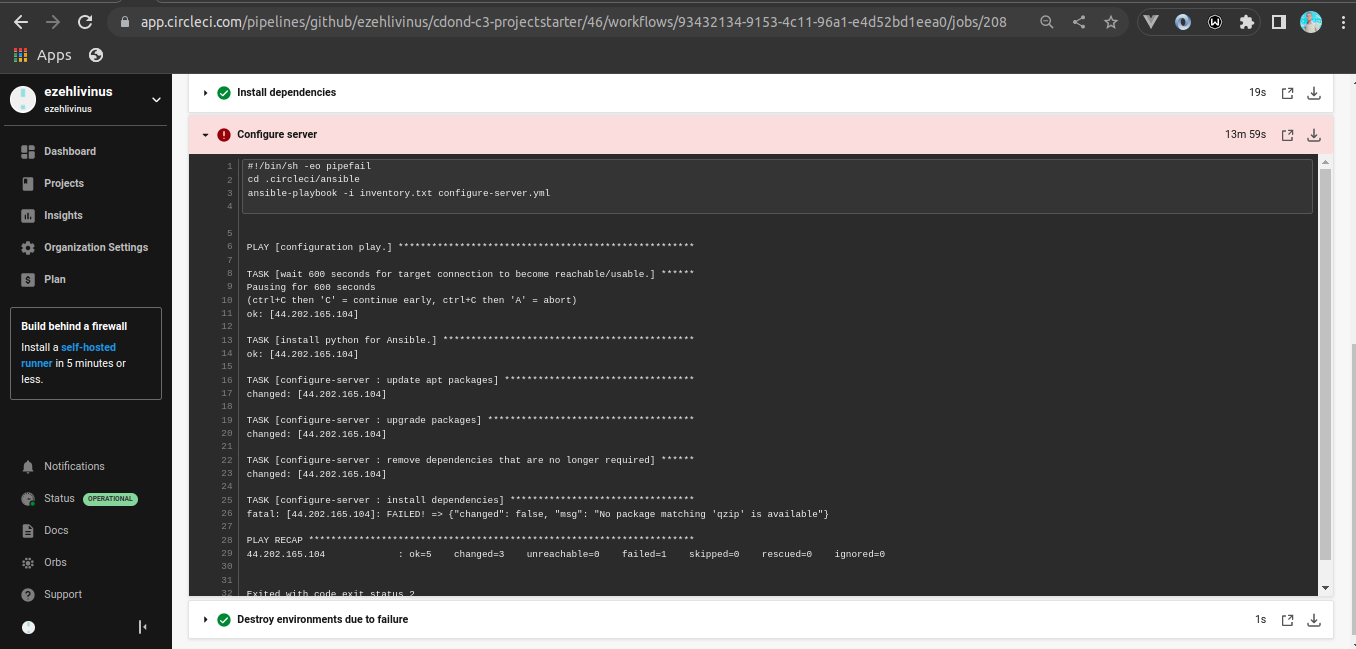 app.circleci.com/pipelines/github/ezehlivinus/cdond-c3-projectstarter/46/workflows/93432134-9153-4c11-96a1-e4d52bd1eea0/jobs/208
Apps
ezehlivinus
ezehlivinus
Dashboard
Projects
Insights
Organization Settings
Plan
Build behind a firewall
Install a self-hosted
runner in 5 minutes or
less.
Notifications
Status OPERATIONAL
Docs
Orbs
Support
Install dependencies 19s
Configure server 13m 59s
1 #!/bin/sh -eo pipefail
2 cd .circleci/ansible
3 ansible-playbook -i inventory.txt configure-server.yml
4
5
6 PLAY [configuration play.] *****************************************************
7
8 TASK [wait 600 seconds for target connection to become reachable/usable.] ******
9 Pausing for 600 seconds
10 (ctrl+C then 'C' = continue early, ctrl+C then 'A' = abort)
11 ok: [44.202.165.104]
12
13 TASK [install python for Ansible.] *********************************************
14 ok: [44.202.165.104]
15
16 TASK [configure-server : update apt packages] **********************************
17 changed: [44.202.165.104]
18
19 TASK [configure-server : upgrade packages] *************************************
20 changed: [44.202.165.104]
21
22 TASK [configure-server : remove dependencies that are no longer required] ******
23 changed: [44.202.165.104]
24
25 TASK [configure-server : install dependencies] *********************************
26 fatal: [44.202.165.104]: FAILED! => {"changed": false, "msg": "No package matching 'qzip' is available"}
27
28 PLAY RECAP *********************************************************************
29 44.202.165.104 : ok=5 changed=3 unreachable=0 failed=1 skipped=0 rescued=0 ignored=0
30
31
32 Exited with code exit status 2
Destroy environments due to failure 1s